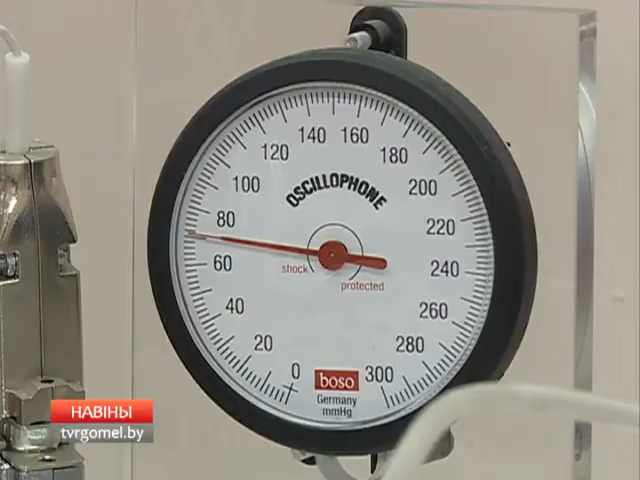 140 160
120 180
100 200
OSCILLOPHONE
80 220
60 240
shock protected
40 260
20 280
0 300
boso
Germany
mmHg
НАВІНЫ
tvrgomel.by